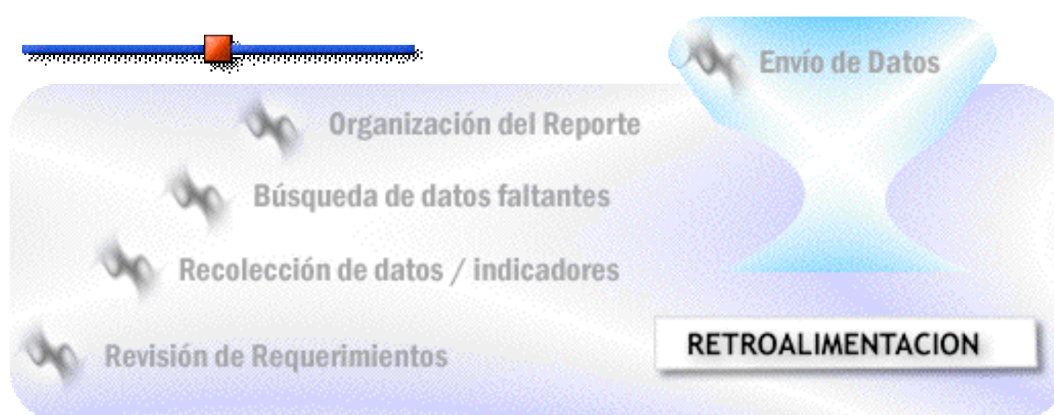 Envío de Datos
Organización del Reporte
Búsqueda de datos faltantes
Recolección de datos / indicadores
Revisión de Requerimientos
RETROALIMENTACION